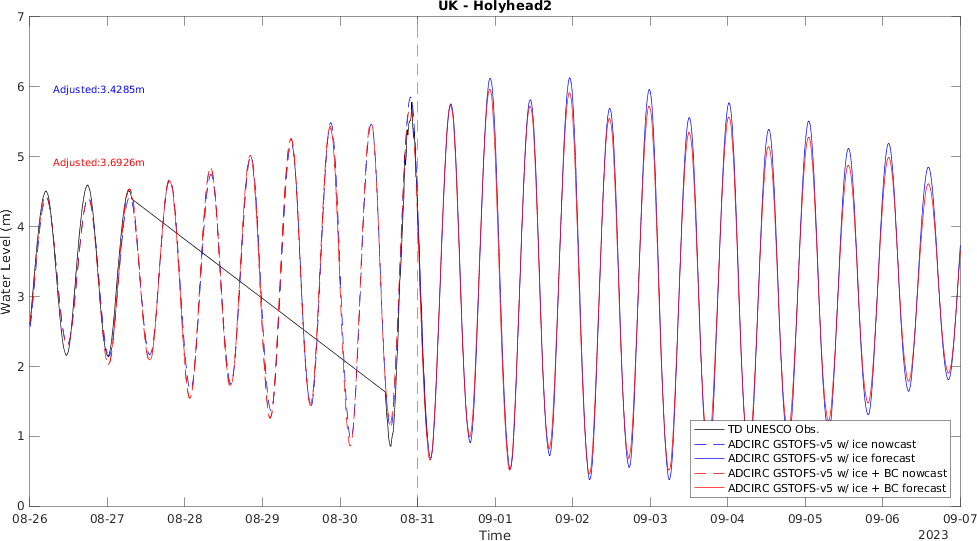 UK - Holyhead2
7
6
5
4
3
2
1
0
Water Level (m)
Adjusted:3.4285m
Adjusted:3.6926m
TD UNESCO Obs.
ADCIRC GSTOFS-v5 w/ ice nowcast
ADCIRC GSTOFS-v5 w/ ice forecast
ADCIRC GSTOFS-v5 w/ ice + BC nowcast
ADCIRC GSTOFS-v5 w/ ice + BC forecast
08-26 08-27 08-28 08-29 08-30 08-31 09-01 09-02 09-03 09-04 09-05 09-06 09-07
Time
2023